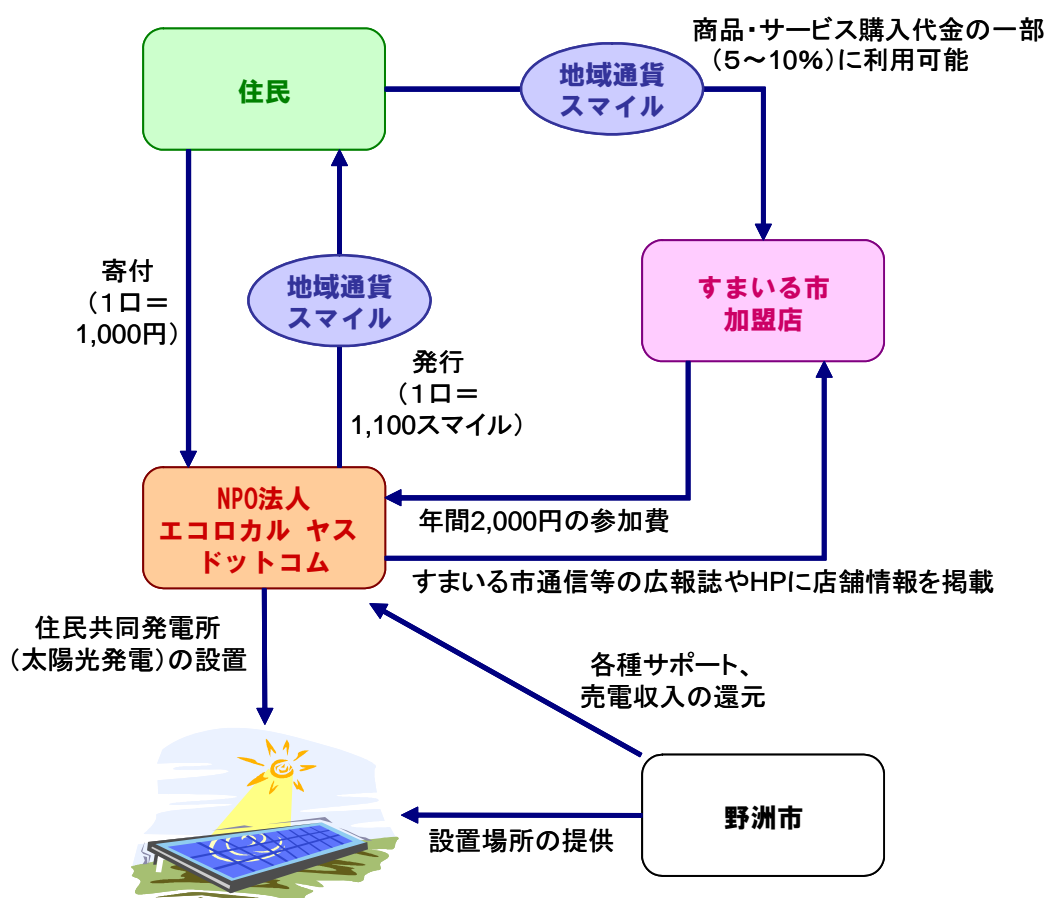 商品・サービス購入代金の一部
（5～10%）に利用可能
住民
地域通貨
スマイル
寄付
（1口＝
1,000円）
地域通貨
スマイル
発行
（1口＝
1,100スマイル）
すまいる市
加盟店
NPO法人
エコロカル ヤス
ドットコム
年間2,000円の参加費
すまいる市通信等の広報誌やHPに店舗情報を掲載
住民共同発電所
（太陽光発電）の設置
各種サポート、
売電収入の還元
設置場所の提供
野洲市